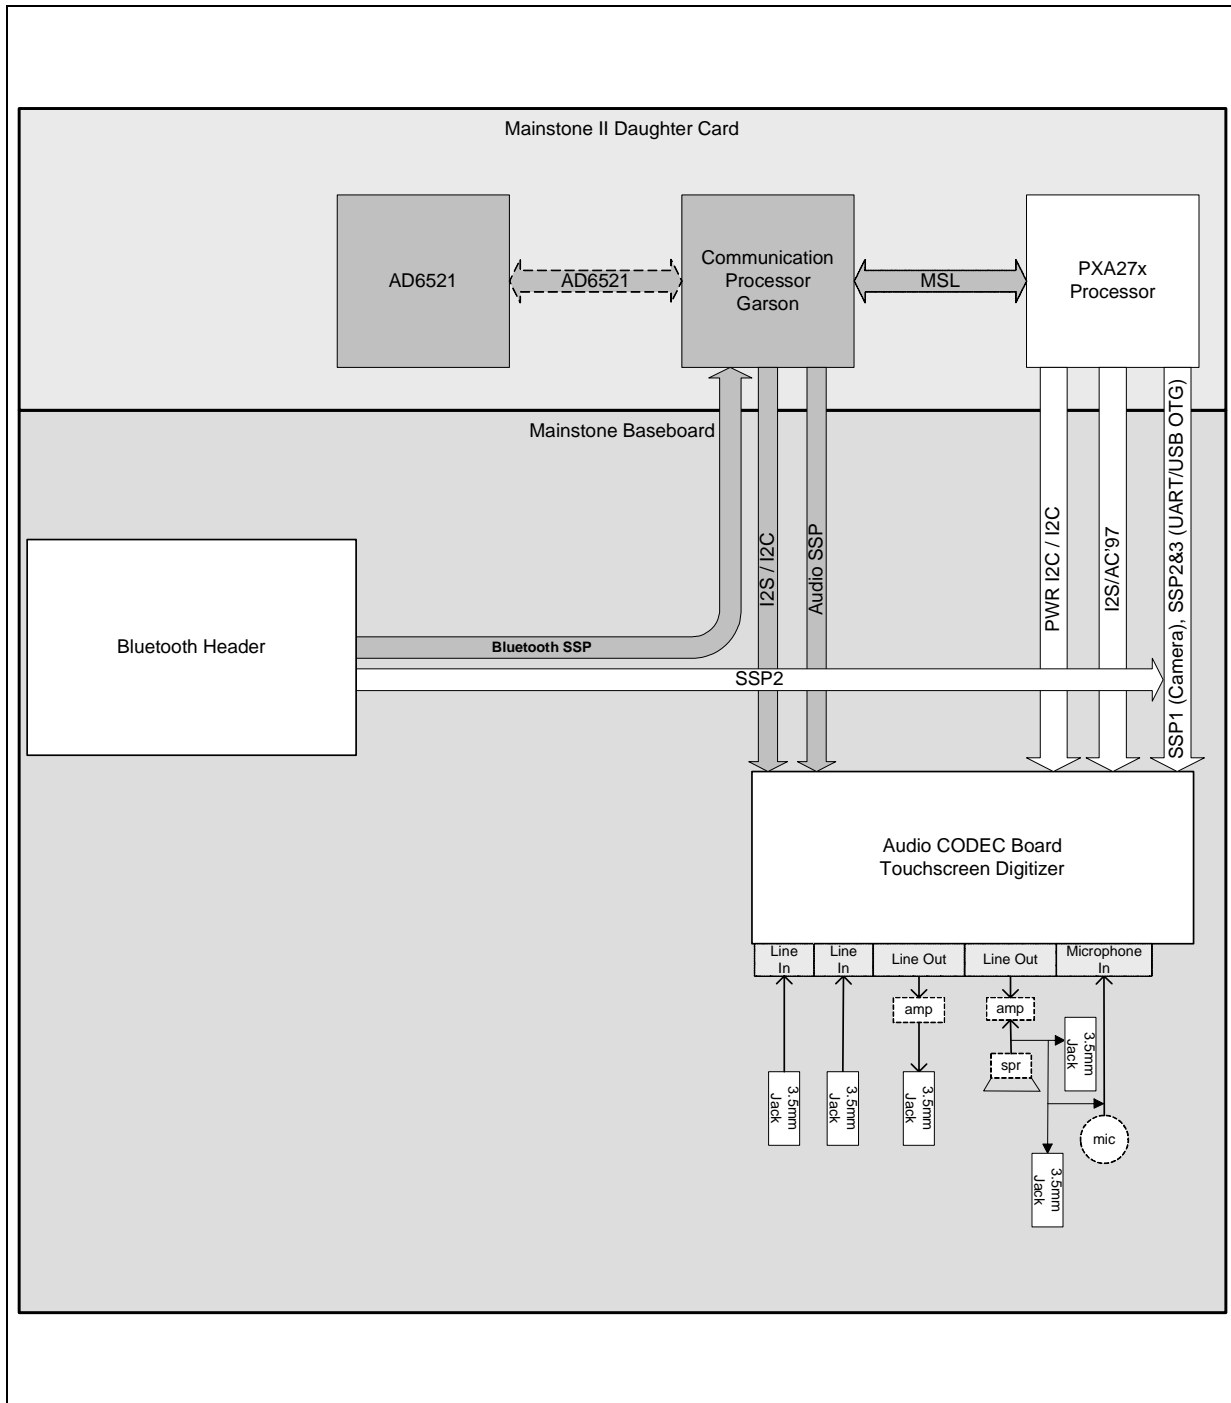 Mainstone II Daughter Card
AD6521
AD6521
Communication
Processor
Garson
MSL
PXA27x
Processor
Mainstone Baseboard
Bluetooth Header
Bluetooth SSP
SSP2
I2S / I2C
Audio SSP
PWR I2C / I2C
I2S/AC'97
SSP1 (Camera), SSP2&3 (UART/USB OTG)
Audio CODEC Board
Touchscreen Digitizer
Line
In
Line
In
Line Out
Line Out
Microphone
In
amp
amp
spr
3.5mm
Jack
3.5mm
Jack
3.5mm
Jack
3.5mm
Jack
mic
3.5mm
Jack